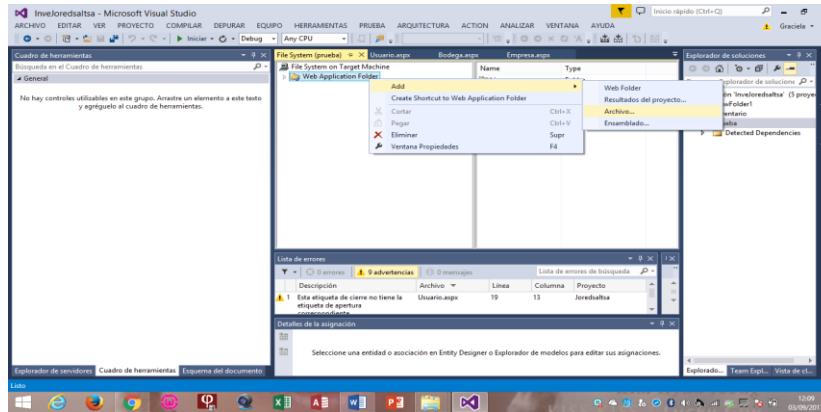 InveJoredsaltsa - Microsoft Visual Studio
Inicio rápido (Ctrl+Q)
ARCHIVO EDITAR VER PROYECTO COMPILAR DEPURAR EQUIPO HERRAMIENTAS PRUEBA ARQUITECTURA ACTION ANALIZAR VENTANA AYUDA
Graciela
Iniciar Debug Any CPU
Cuadro de herramientas
File System (prueba) Usuario.aspx Bodega.aspx Empresa.aspx
Explorador de soluciones
Búsqueda en el Cuadro de herramientas
File System on Target Machine
Name Type
General
Web Application Folder
No hay controles utilizables en este grupo. Arrastre un elemento a este texto
y agréguelo al cuadro de herramientas.
Add
Create Shortcut to Web Application Folder
Cortar Ctrl+X
Pegar Ctrl+V
Eliminar Supr
Ventana Propiedades F4
Web Folder
Resultados del proyecto...
Archivo...
Ensamblado...
Detected Dependencies
Lista de errores
0 errores 9 advertencias 0 mensajes
Lista de errores de búsqueda
Descripción Archivo Línea Columna Proyecto
1 Esta etiqueta de cierre no tiene la Usuario.aspx 19 13 Joredsaltsa
etiqueta de apertura
correspondiente
Detalles de la asignación
Seleccione una entidad o asociación en Entity Designer o Explorador de modelos para editar sus asignaciones.
Explorador de servidores Cuadro de herramientas Esquema del documento
Explorado... Team Expl... Vista de cl...
Listo
12:09
03/09/201